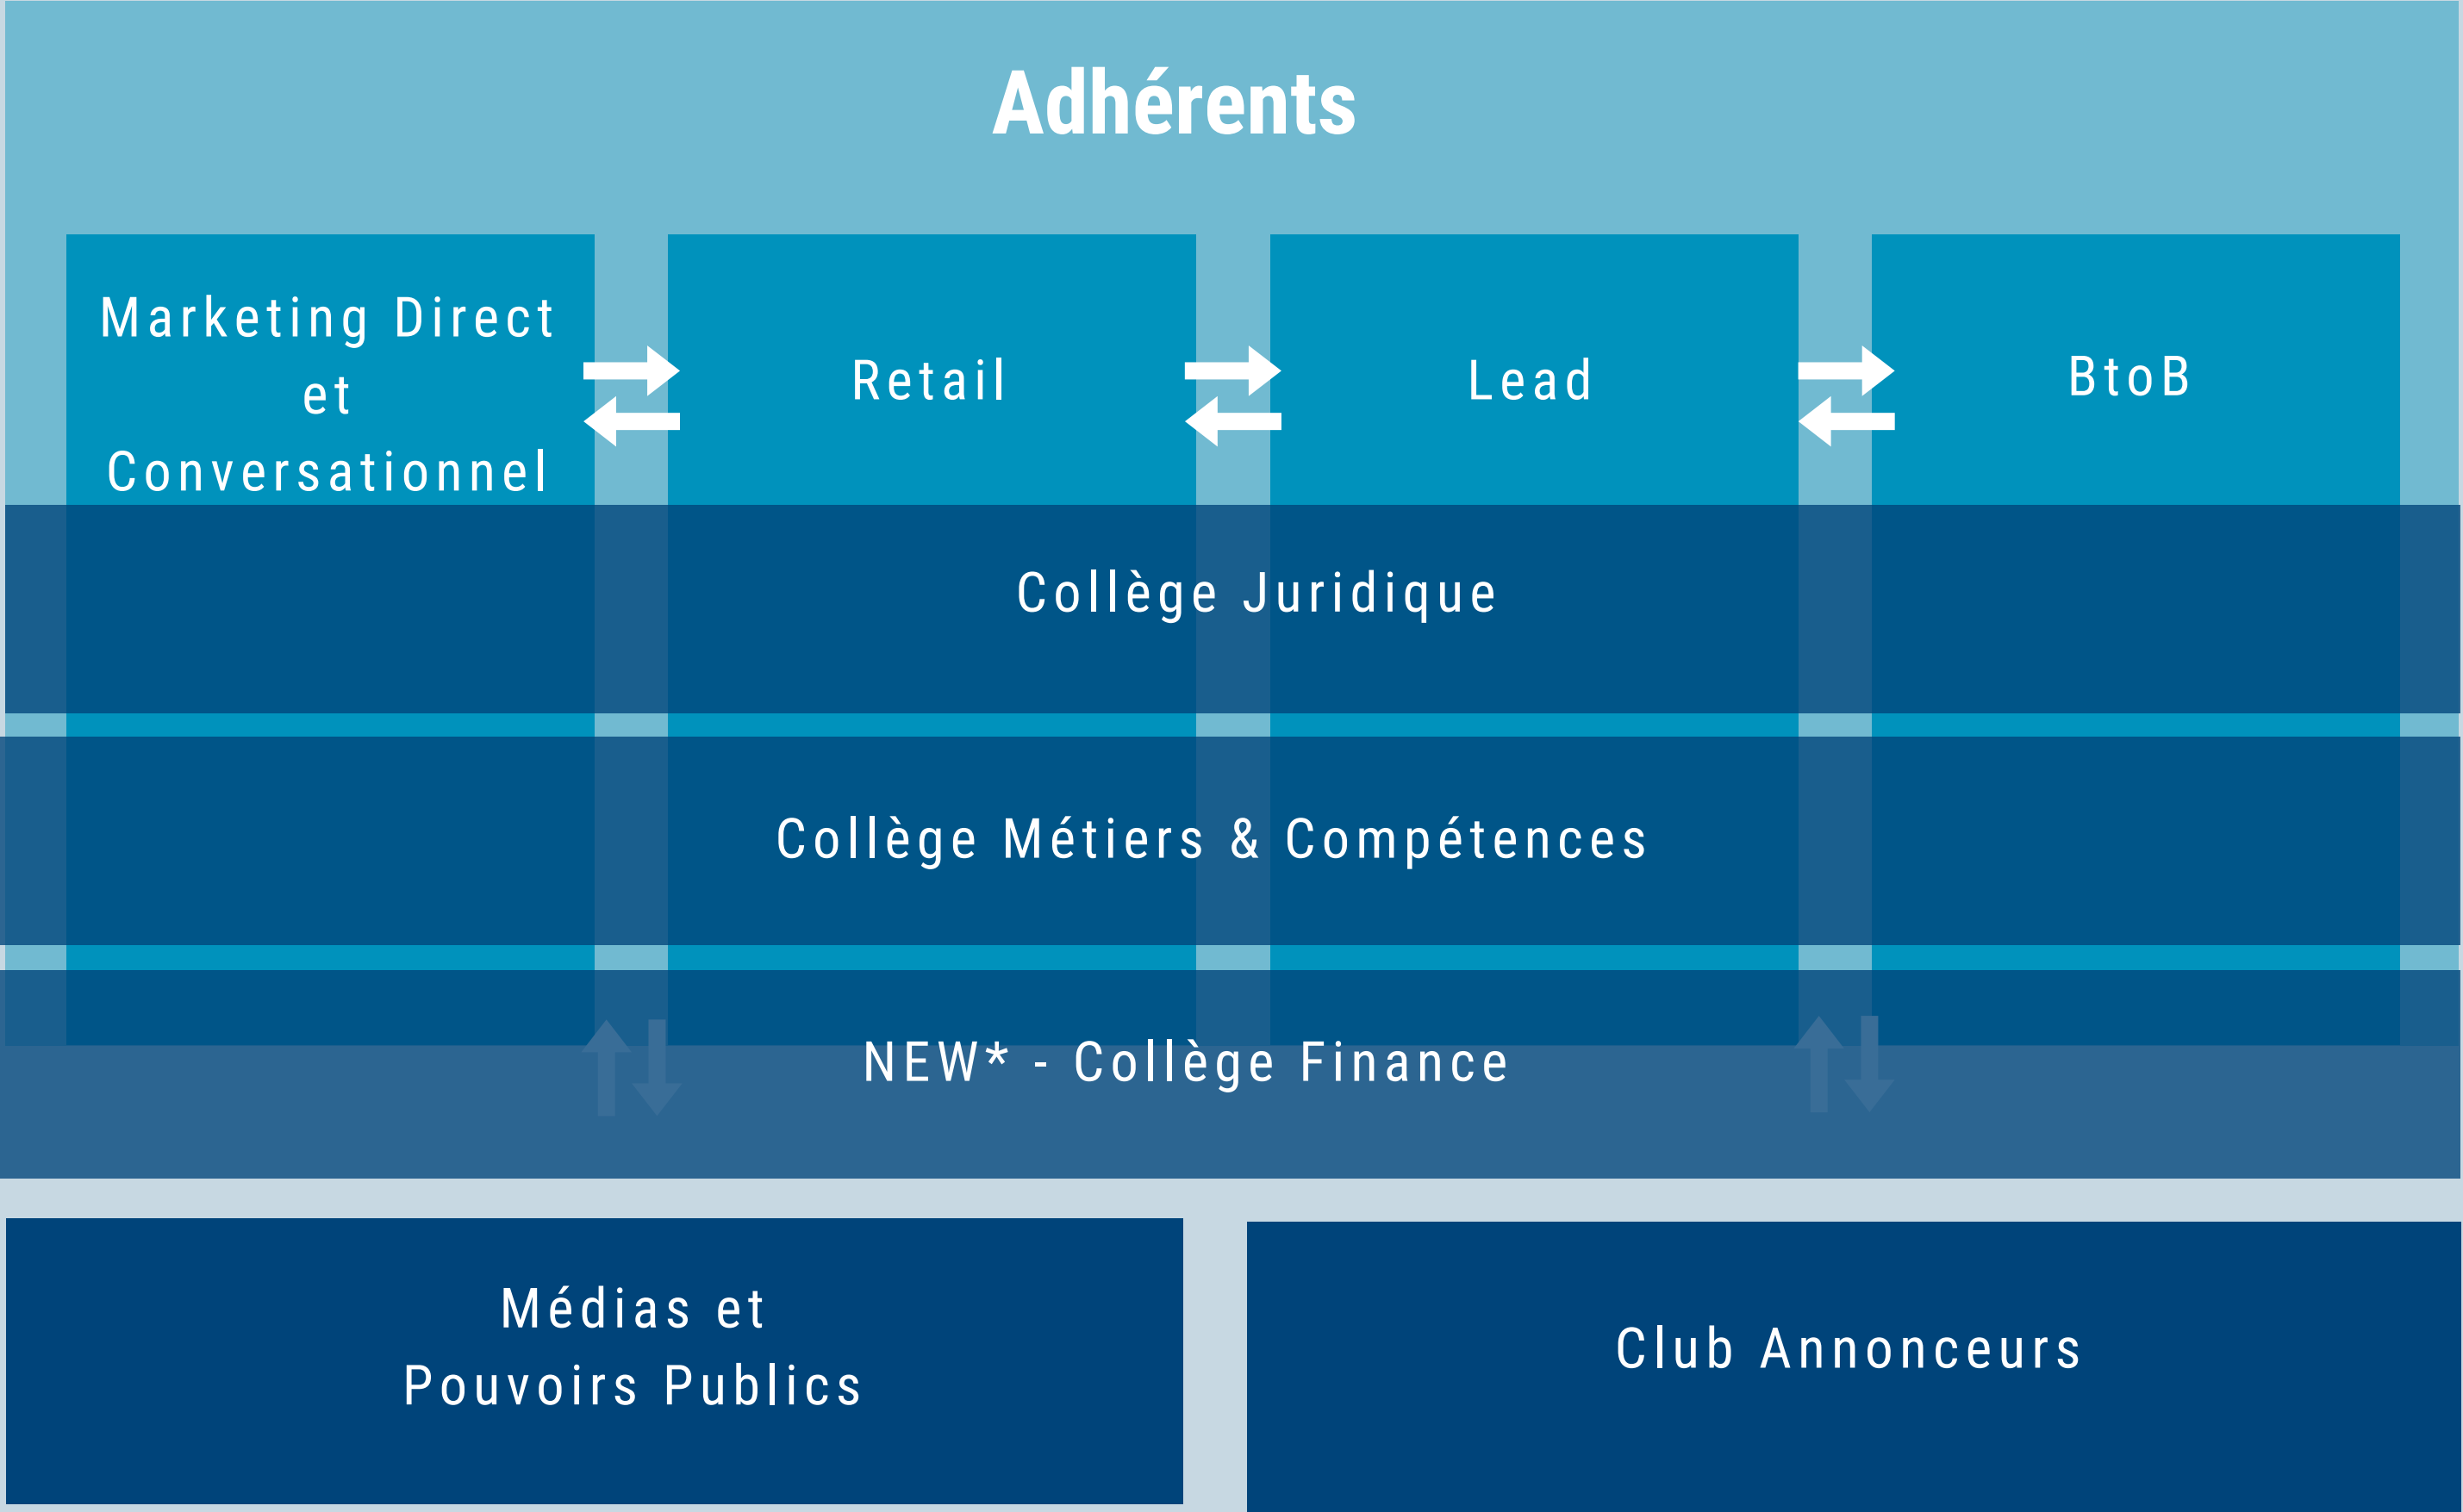 Adhérents
Marketing Direct
et
Conversationnel
Retail
Lead
BtoB
Collège Juridique
Collège Métiers & Compétences
NEW* - Collège Finance
Médias et
Pouvoirs Publics
Club Annonceurs